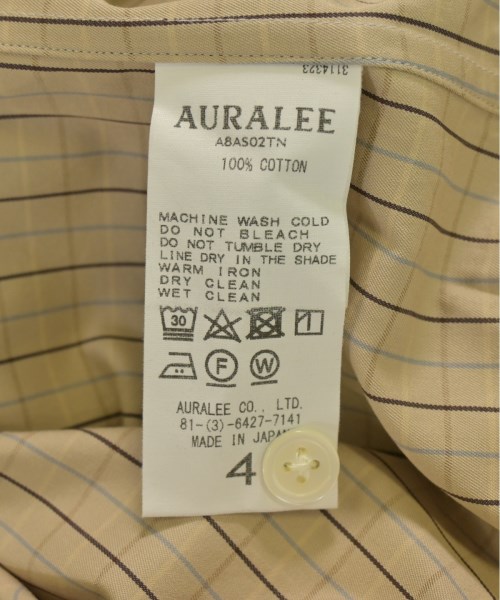 3114323
AURALEE
A8AS02TN
100% COTTON
MACHINE WASH COLD
DO NOT BLEACH
DO NOT TUMBLE DRY
LINE DRY IN THE SHADE
WARM IRON
DRY CLEAN
WET CLEAN
30
F W
AURALEE CO., LTD.
81-(3)-6427-7141
MADE IN JAPAN
4